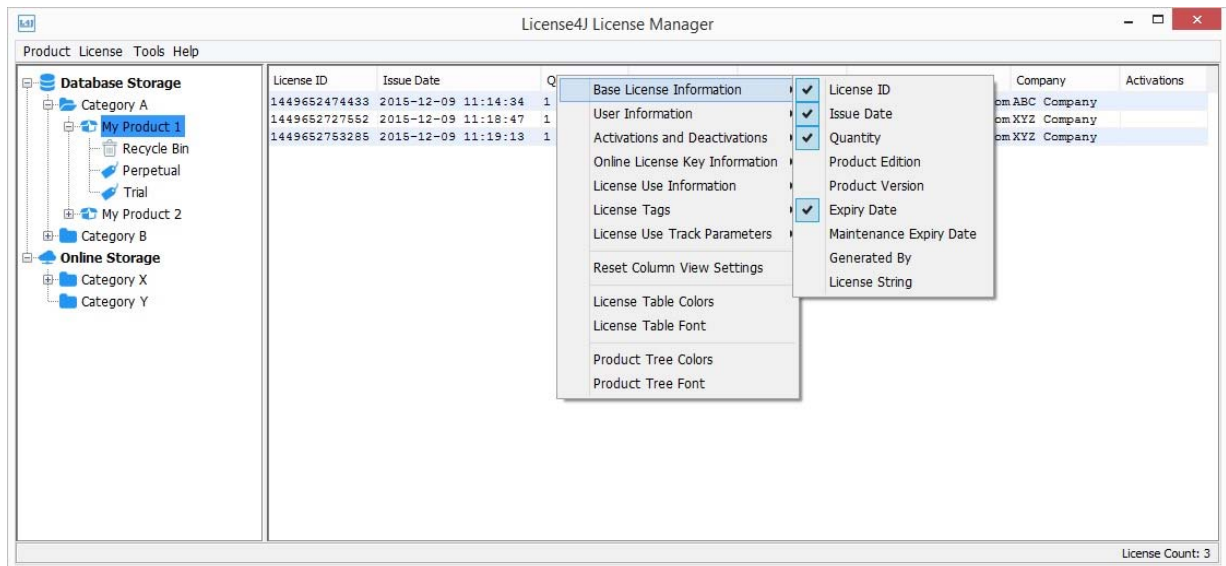 License4J License Manager
Product License Tools Help
Database Storage
Category A
My Product 1
Recycle Bin
Perpetual
Trial
My Product 2
Category B
Online Storage
Category X
Category Y
License ID Issue Date Company Activations
1449652474433 2015-12-09 11:14:34 1 ABC Company
1449652727552 2015-12-09 11:18:47 1 XYZ Company
1449652753285 2015-12-09 11:19:13 1 XYZ Company
Base License Information
User Information
Activations and Deactivations
Online License Key Information
License Use Information
License Tags
License Use Track Parameters
Reset Column View Settings
License Table Colors
License Table Font
Product Tree Colors
Product Tree Font
License ID
Issue Date
Quantity
Product Edition
Product Version
Expiry Date
Maintenance Expiry Date
Generated By
License String
License Count: 3